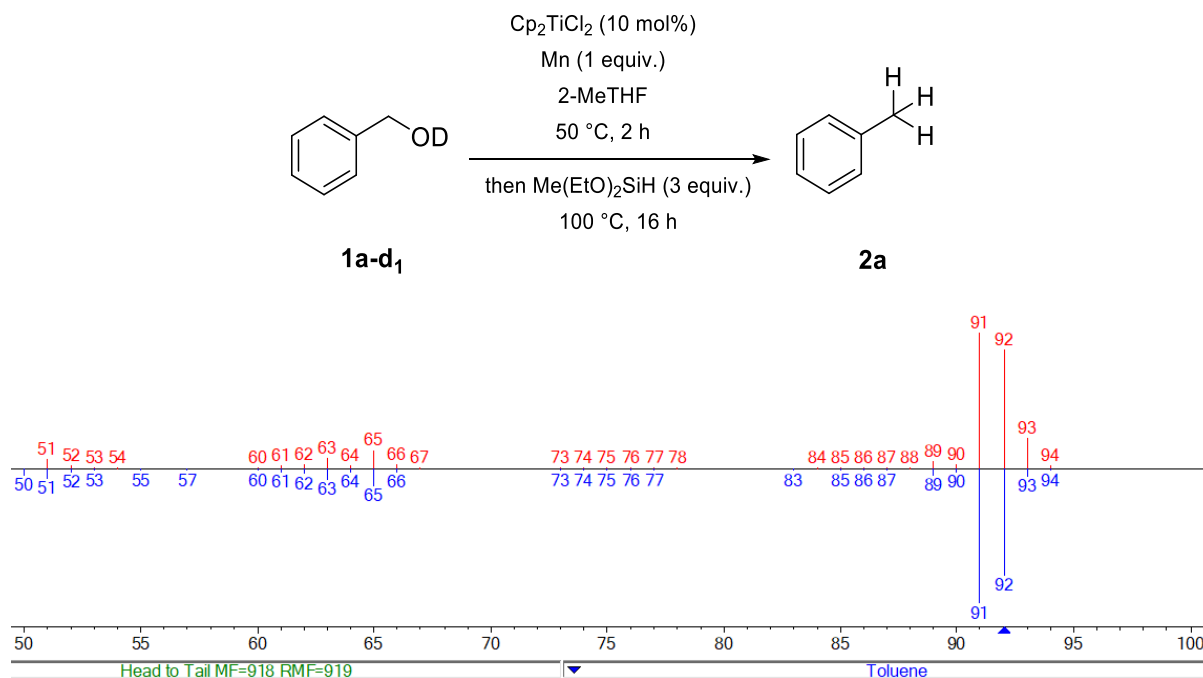 Cp₂TiCl₂ (10 mol%)
Mn (1 equiv.)
2-MeTHF
50 °C, 2 h
then Me(EtO)₂SiH (3 equiv.)
100 °C, 16 h
OD
H
H
H
1a-d₁
2a
91
92
93
94
51 52 53 54 60 61 62 63 64 65 66 67 73 74 75 76 77 78 84 85 86 87 88 89 90
50 51 52 53 55 57 60 61 62 63 64 65 66 73 74 75 76 77 83 85 86 87 89 90 93 94
92
91
50 55 60 65 70 75 80 85 90 95 100
Head to Tail MF=918 RMF=919
Toluene